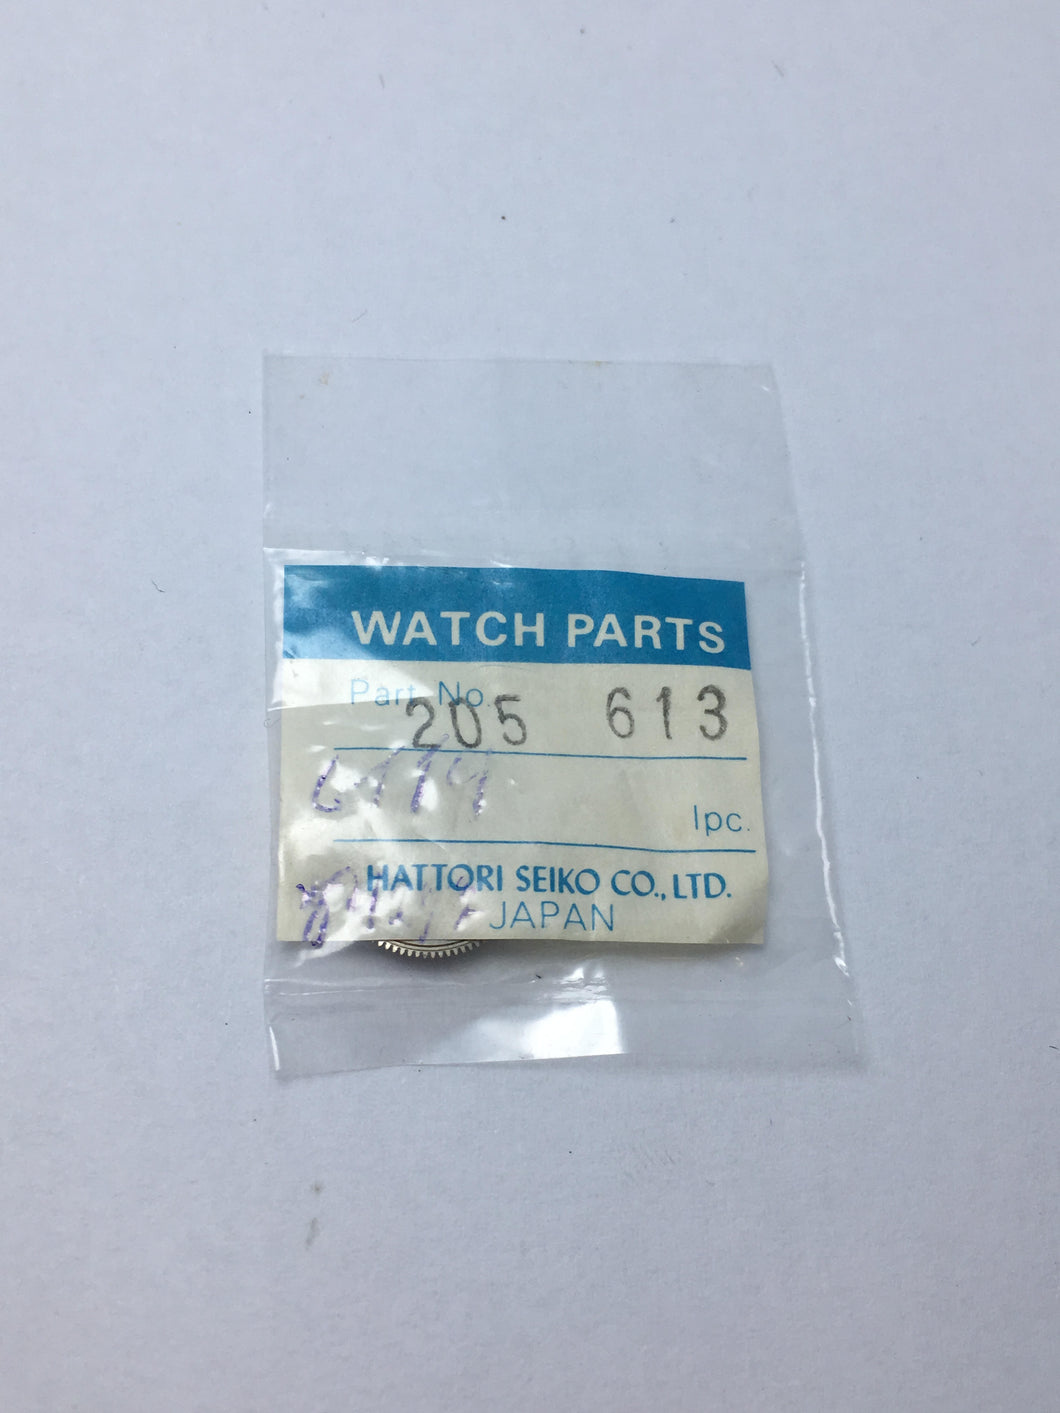 WATCH PARTS
Part No.
205 613
1pc.
HATTORI SEIKO CO., LTD.
JAPAN